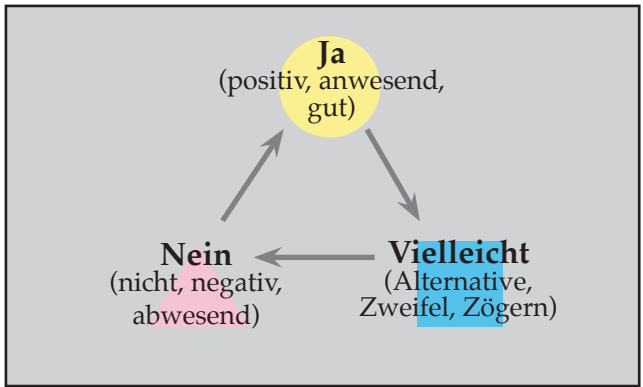 Ja
(positiv, anwesend,
gut)
Nein
(nicht, negativ,
abwesend)
Vielleicht
(Alternative,
Zweifel, Zögern)